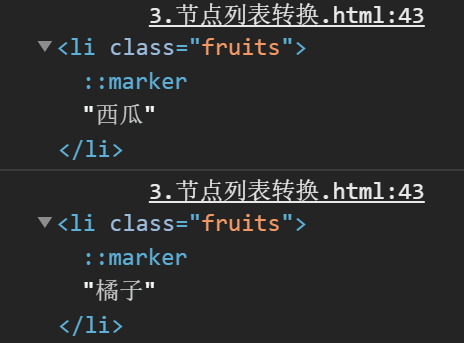 3.节点列表转换.html:43
<li class="fruits">
::marker
"西瓜"
</li>
3.节点列表转换.html:43
<li class="fruits">
::marker
"橘子"
</li>